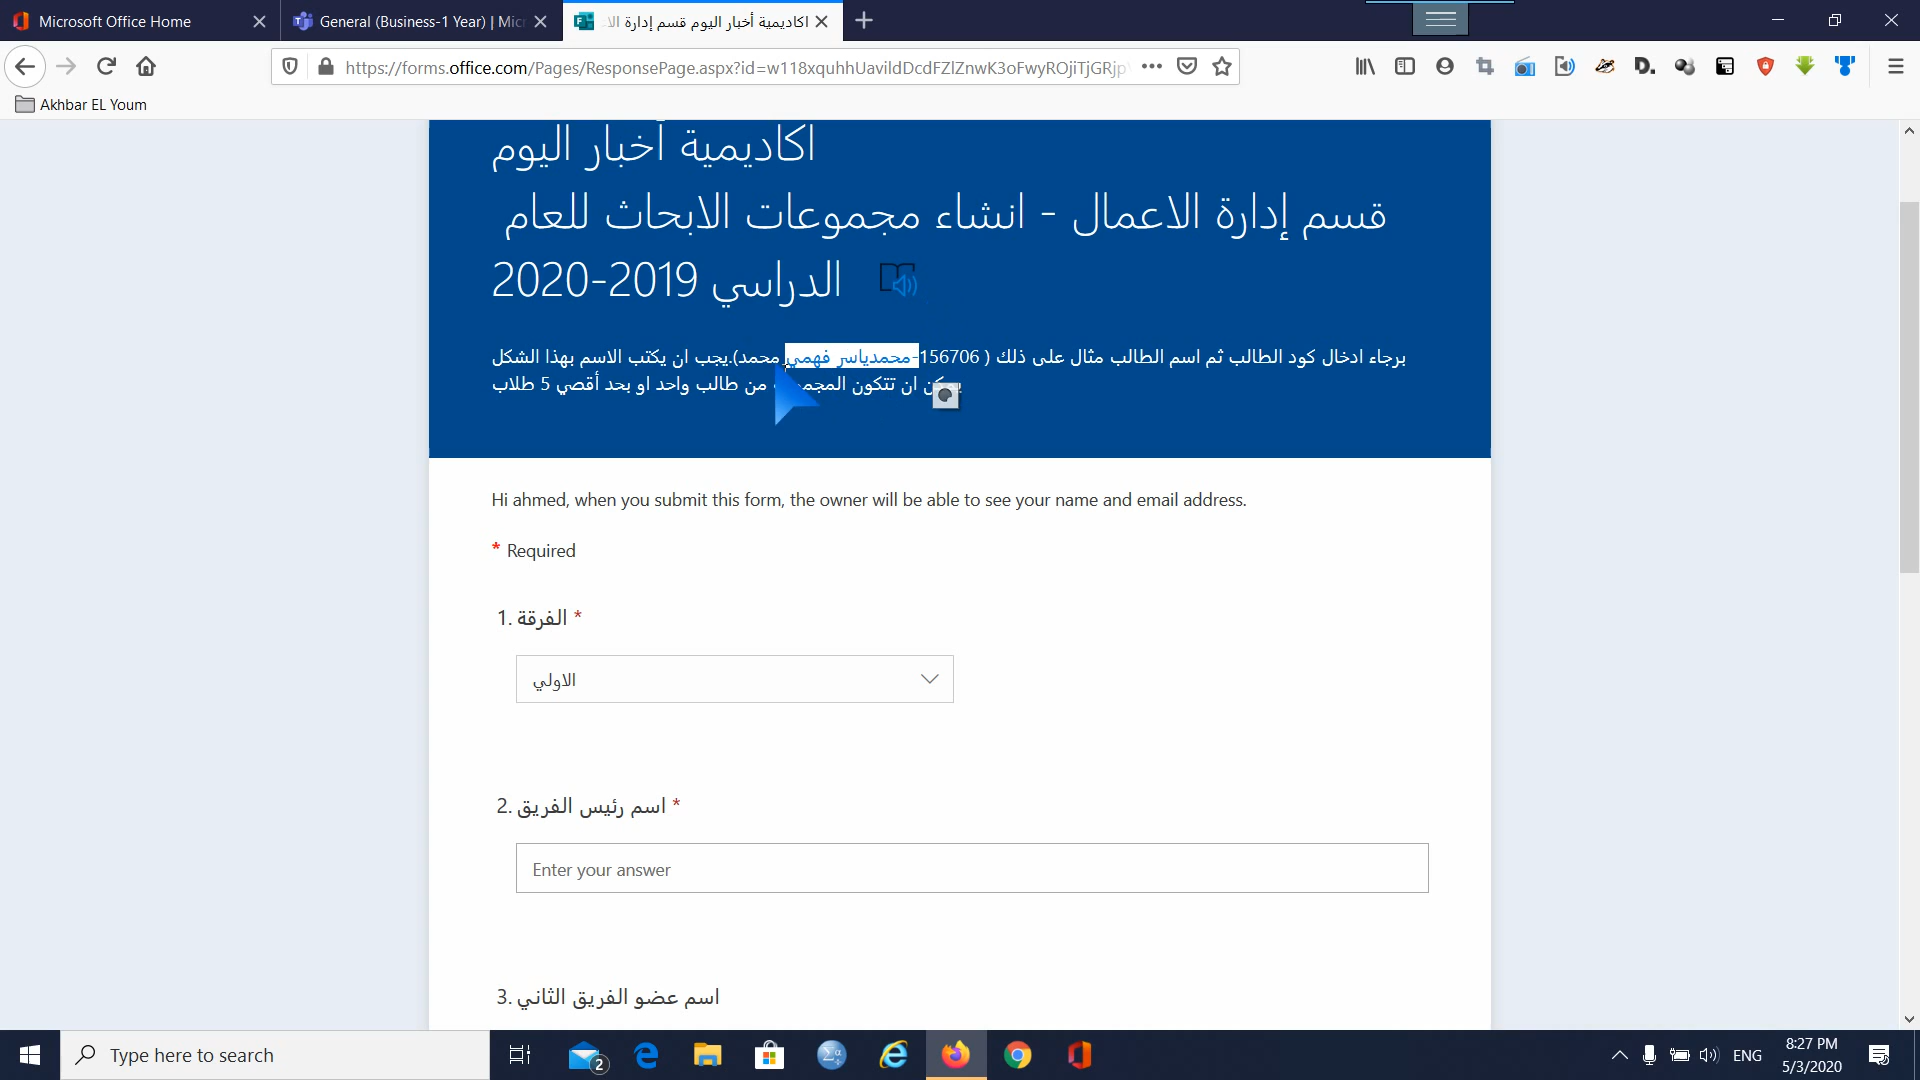 Microsoft Office Home
General (Business-1 Year) | Mic
اكاديمية أخبار اليوم قسم إدارة الا
https://forms.office.com/Pages/ResponsePage.aspx?id=w118xquhhUavildDcdFZlZnwK3oFwyROjiTjGRjp
Akhbar EL Youm
اكاديمية أخبار اليوم
قسم إدارة الاعمال - انشاء مجموعات الابحاث للعام
الدراسي 2019-2020
برجاء ادخال كود الطالب ثم اسم الطالب مثال على ذلك ( 156706-محمدياسر فهمي محمد).يجب ان يكتب الاسم بهذا الشكل
ان تتكون من طالب واحد او بحد أقصي 5 طلاب
Hi ahmed, when you submit this form, the owner will be able to see your name and email address.
* Required
1. الفرقة *
الاولي
2. اسم رئيس الفريق *
Enter your answer
3. اسم عضو الفريق الثاني
Type here to search
2
ENG
8:27 PM
5/3/2020